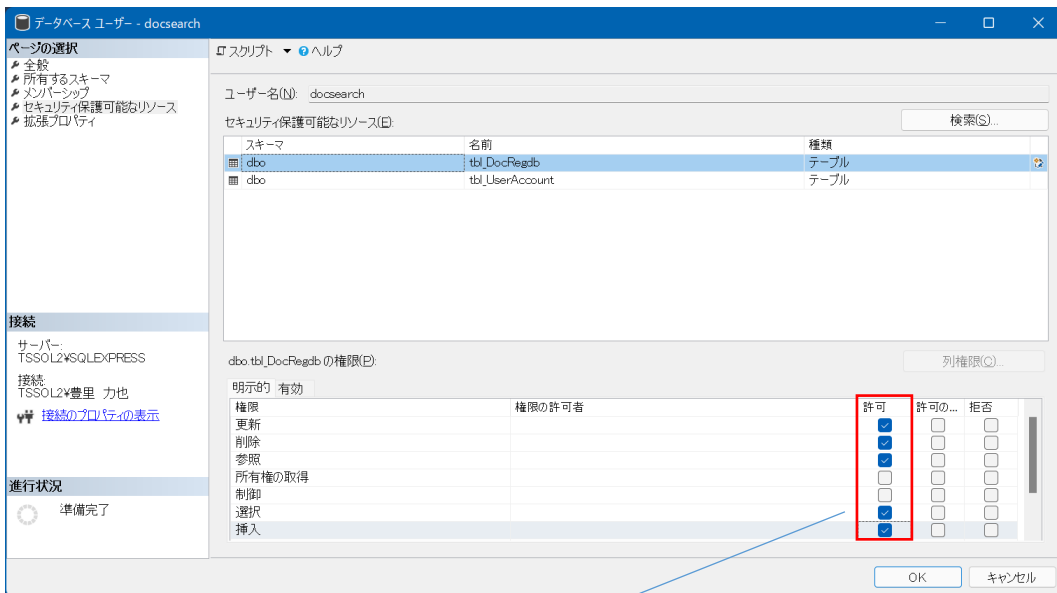 データベース ユーザー - docsearch
ページの選択
全般
所有するスキーマ
メンバーシップ
セキュリティ保護可能なリソース
拡張プロパティ
スクリプト ヘルプ
ユーザー名(N): docsearch
セキュリティ保護可能なリソース(E):
検索(S)...
スキーマ 名前 種類
dbo tbl_DocRegdb テーブル
dbo tbl_UserAccount テーブル
接続
サーバー:
TSSOL2¥SQLEXPRESS
接続:
TSSOL2¥豊里 力也
接続のプロパティの表示
進行状況
準備完了
dbo.tbl_DocRegdb の権限(P):
列権限(C)...
明示的 有効
権限 権限の許可者 許可 許可の... 拒否
更新
削除
参照
所有権の取得
制御
選択
挿入
OK キャンセル